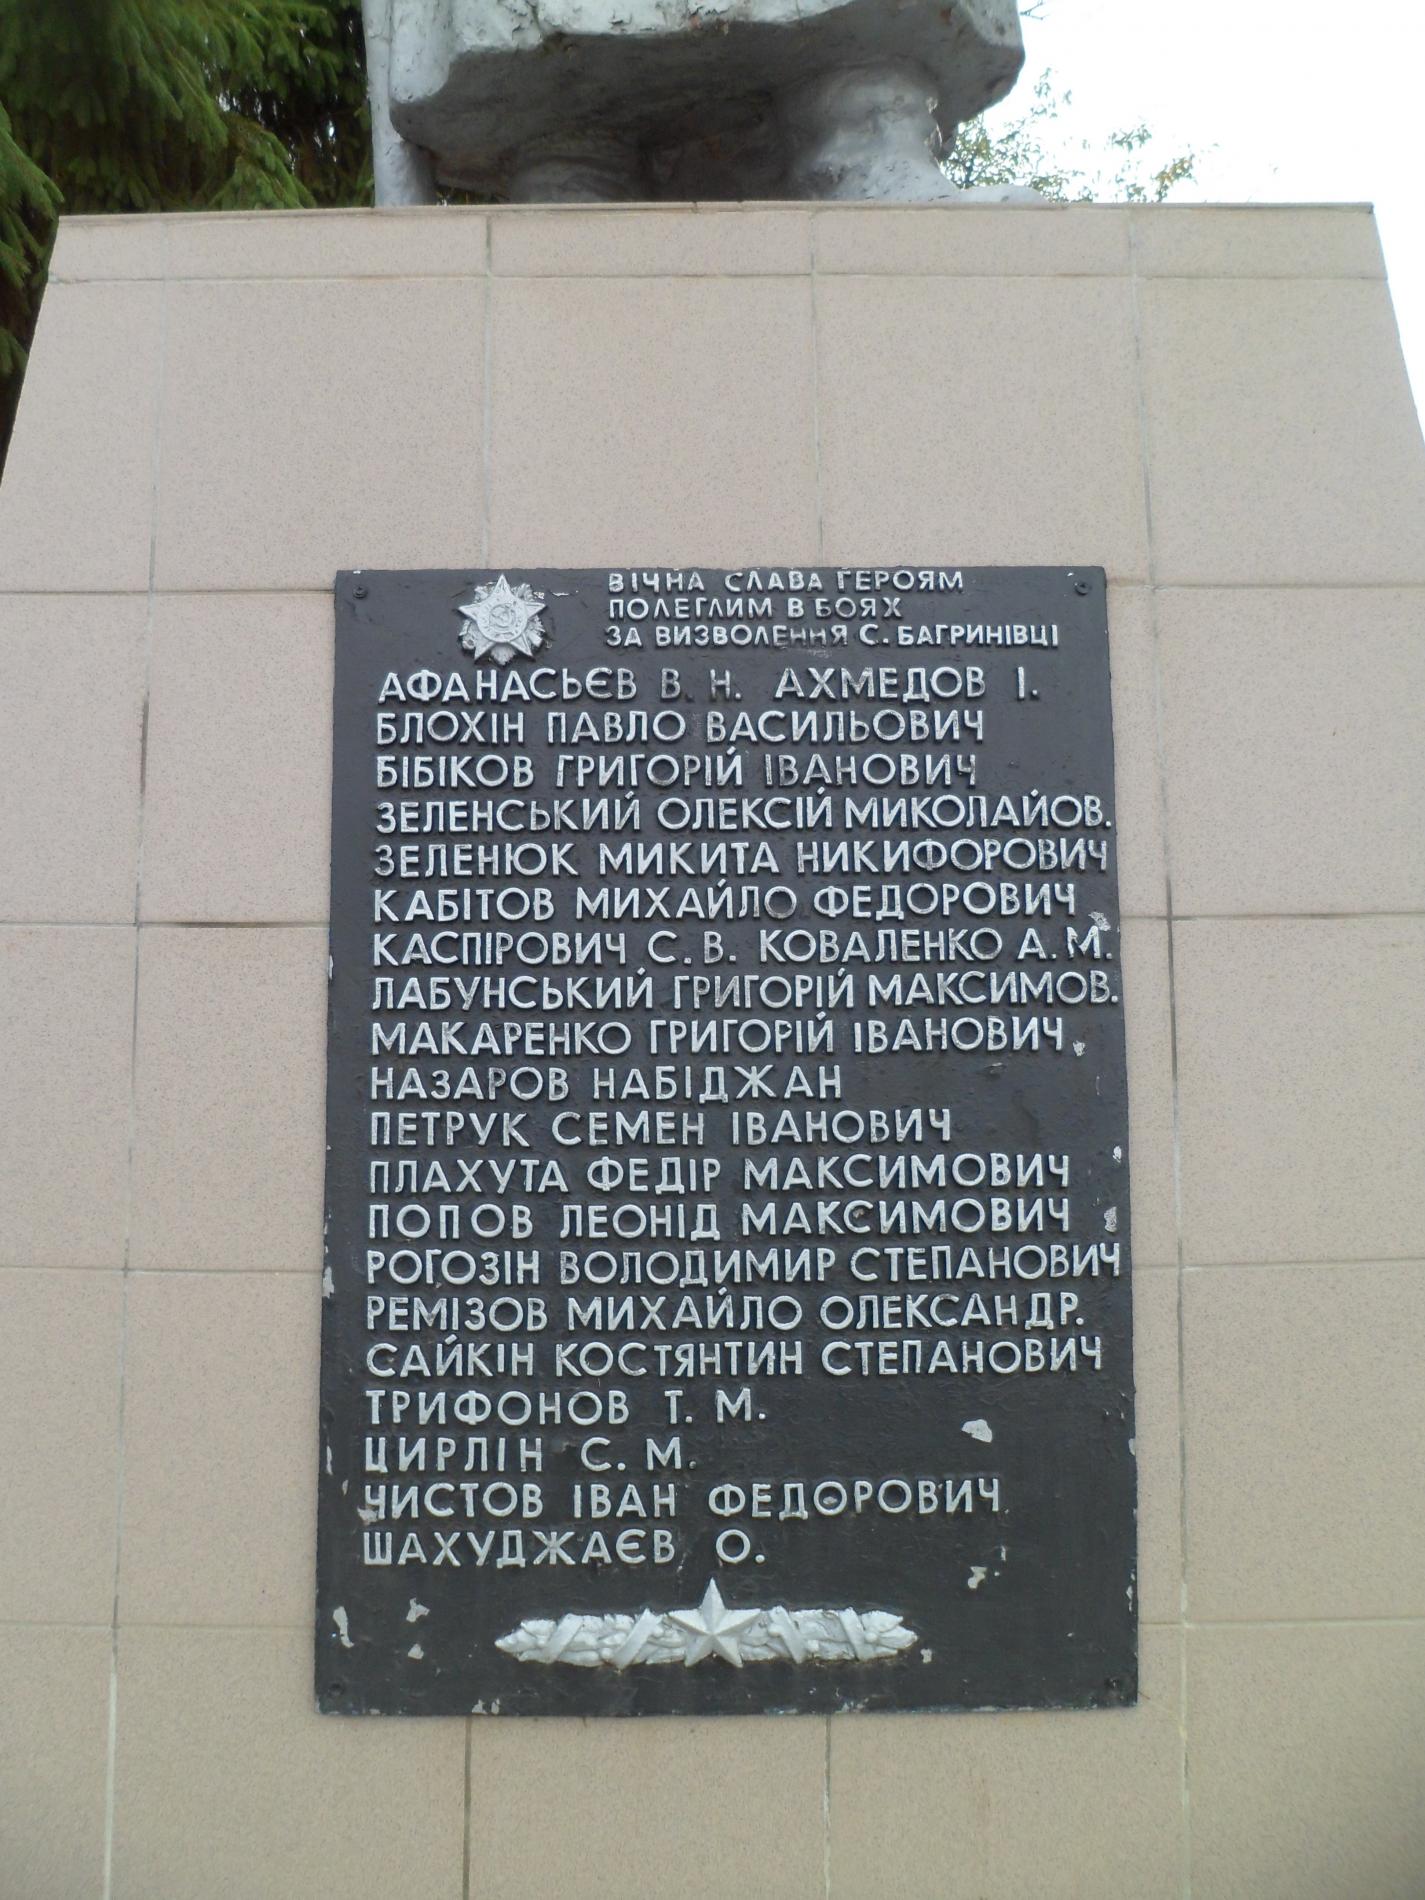 ВІЧНА СЛАВА ГЕРОЯМ
ПОЛЕГЛИМ В БОЯХ
ЗА ВИЗВОЛЕННЯ С. БАГРИНІВЦІ
АФАНАСЬЄВ В. Н. АХМЕДОВ І.
БЛОХІН ПАВЛО ВАСИЛЬОВИЧ
БІБІКОВ ГРИГОРІЙ ІВАНОВИЧ
ЗЕЛЕНСЬКИЙ ОЛЕКСІЙ МИКОЛАЙОВ.
ЗЕЛЕНЮК МИКИТА НИКИФОРОВИЧ
КАБІТОВ МИХАЙЛО ФЕДОРОВИЧ
КАСПІРОВИЧ С. В. КОВАЛЕНКО А. М.
ЛАБУНСЬКИЙ ГРИГОРІЙ МАКСИМОВ.
МАКАРЕНКО ГРИГОРІЙ ІВАНОВИЧ
НАЗАРОВ НАБІДЖАН
ПЕТРУК СЕМЕН ІВАНОВИЧ
ПЛАХУТА ФЕДІР МАКСИМОВИЧ
ПОПОВ ЛЕОНІД МАКСИМОВИЧ
РОГОЗІН ВОЛОДИМИР СТЕПАНОВИЧ
РЕМІЗОВ МИХАЙЛО ОЛЕКСАНДР.
САЙКІН КОСТЯНТИН СТЕПАНОВИЧ
ТРИФОНОВ Т. М.
ЦИРЛІН С. М.
ЧИСТОВ ІВАН ФЕДОРОВИЧ
ШАХУДЖАЄВ О.